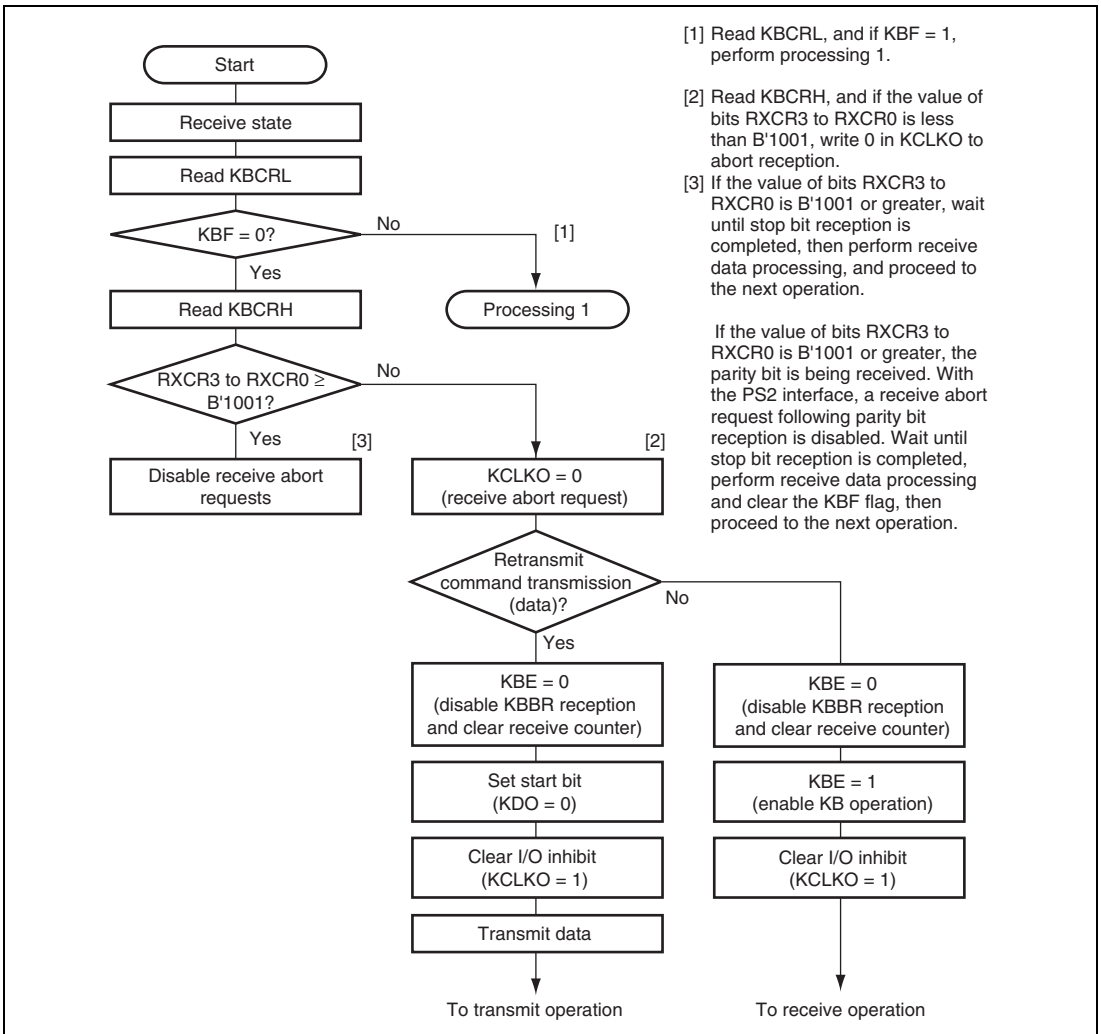 Start
Receive state
Read KBCRL
KBF = 0?
No
[1]
Yes
Processing 1
Read KBCRH
RXCR3 to RXCR0 ≥
B'1001?
No
Yes
[3]
Disable receive abort
requests
[2]
KCLKO = 0
(receive abort request)
Retransmit
command transmission
(data)?
No
Yes
KBE = 0
(disable KBBR reception
and clear receive counter)
Set start bit
(KDO = 0)
Clear I/O inhibit
(KCLKO = 1)
Transmit data
To transmit operation
KBE = 0
(disable KBBR reception
and clear receive counter)
KBE = 1
(enable KB operation)
Clear I/O inhibit
(KCLKO = 1)
To receive operation
[1] Read KBCRL, and if KBF = 1,
perform processing 1.
[2] Read KBCRH, and if the value of
bits RXCR3 to RXCR0 is less
than B'1001, write 0 in KCLKO to
abort reception.
[3] If the value of bits RXCR3 to
RXCR0 is B'1001 or greater, wait
until stop bit reception is
completed, then perform receive
data processing, and proceed to
the next operation.
If the value of bits RXCR3 to
RXCR0 is B'1001 or greater, the
parity bit is being received. With
the PS2 interface, a receive abort
request following parity bit
reception is disabled. Wait until
stop bit reception is completed,
perform receive data processing
and clear the KBF flag, then
proceed to the next operation.